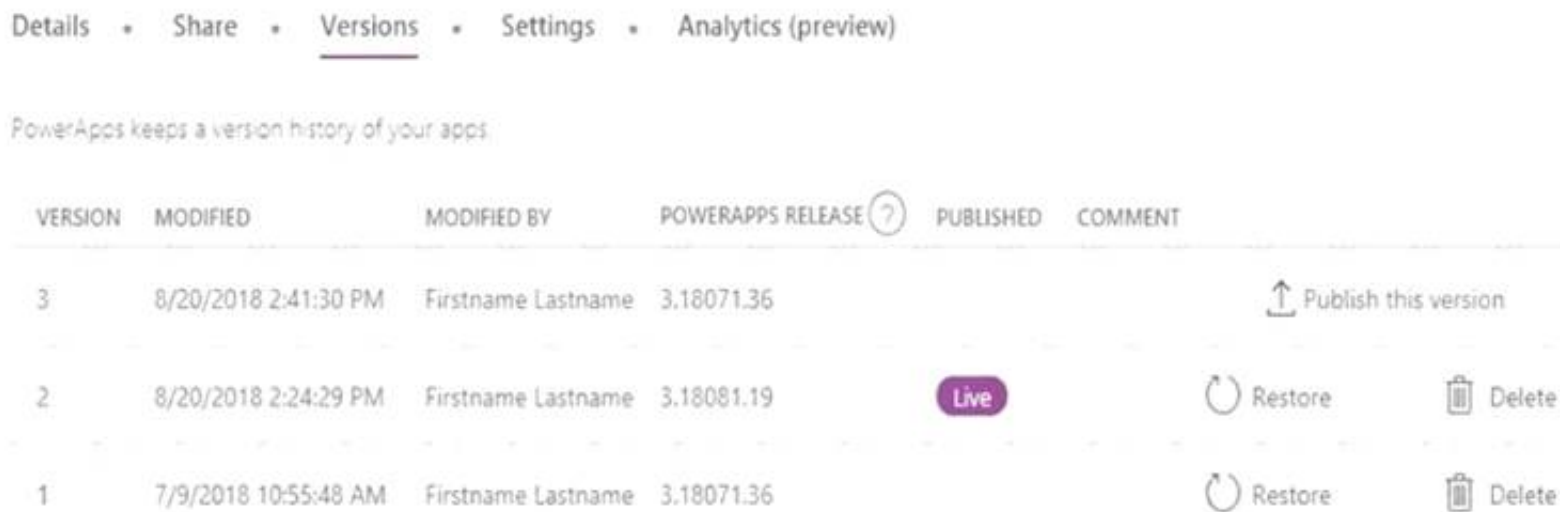 Details • Share • Versions • Settings • Analytics (preview)
PowerApps keeps a version history of your apps.
VERSION MODIFIED MODIFIED BY POWERAPPS RELEASE ? PUBLISHED COMMENT
3 8/20/2018 2:41:30 PM Firstname Lastname 3.18071.36 Publish this version
2 8/20/2018 2:24:29 PM Firstname Lastname 3.18081.19 Live Restore Delete
1 7/9/2018 10:55:48 AM Firstname Lastname 3.18071.36 Restore Delete